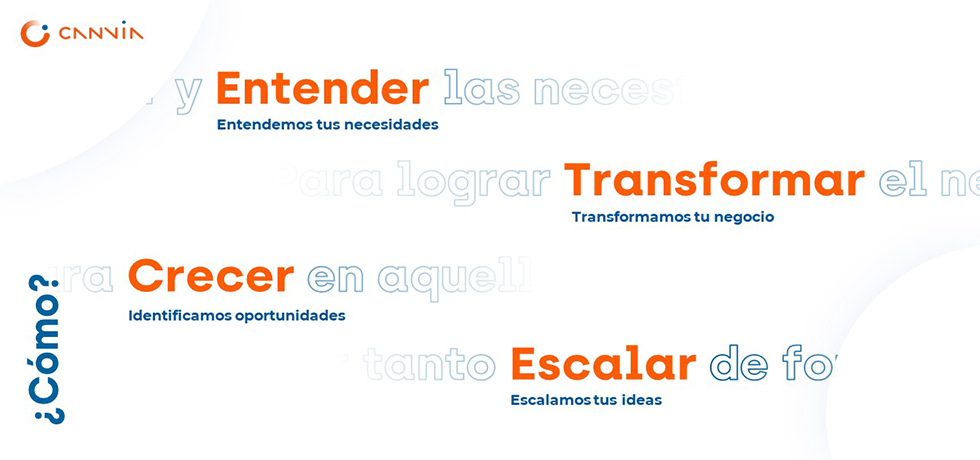 CANVIA
y Entender las neces
Entendemos tus necesidades
Para lograr Transformar el ne
Transformamos tu negocio
Crecer en aquell
Identificamos oportunidades
¿Cómo?
tanto Escalar de fo
Escalamos tus ideas